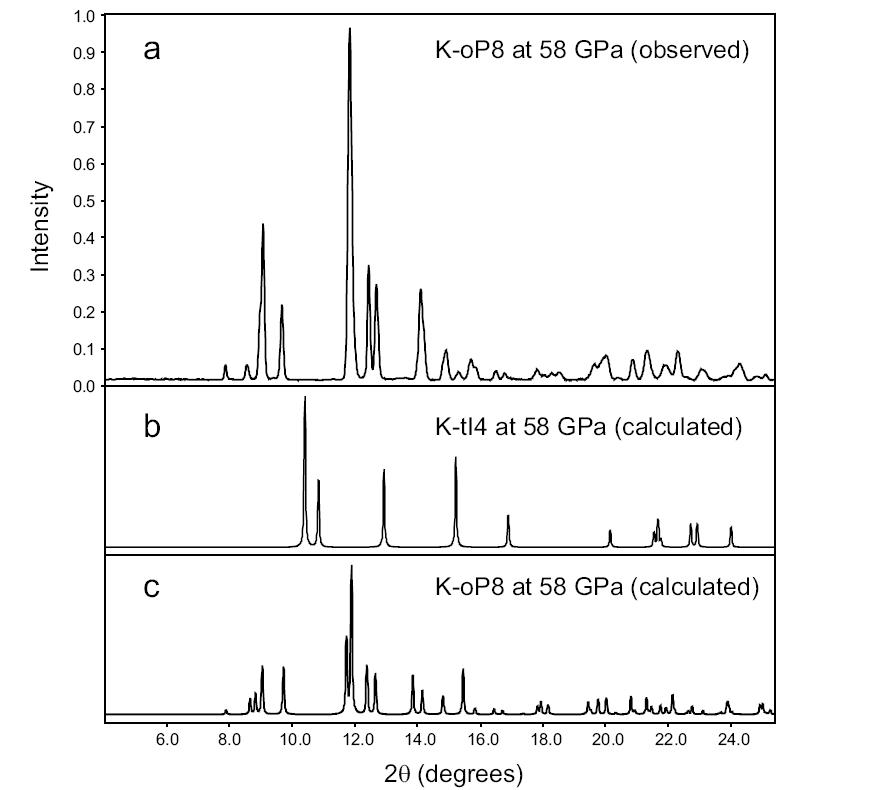 1.0
a
K-oP8 at 58 GPa (observed)
0.9
0.8
0.7
0.6
0.5
0.4
0.3
0.2
0.1
0.0
Intensity
b
K-tI4 at 58 GPa (calculated)
c
K-oP8 at 58 GPa (calculated)
6.0 8.0 10.0 12.0 14.0 16.0 18.0 20.0 22.0 24.0
2θ (degrees)